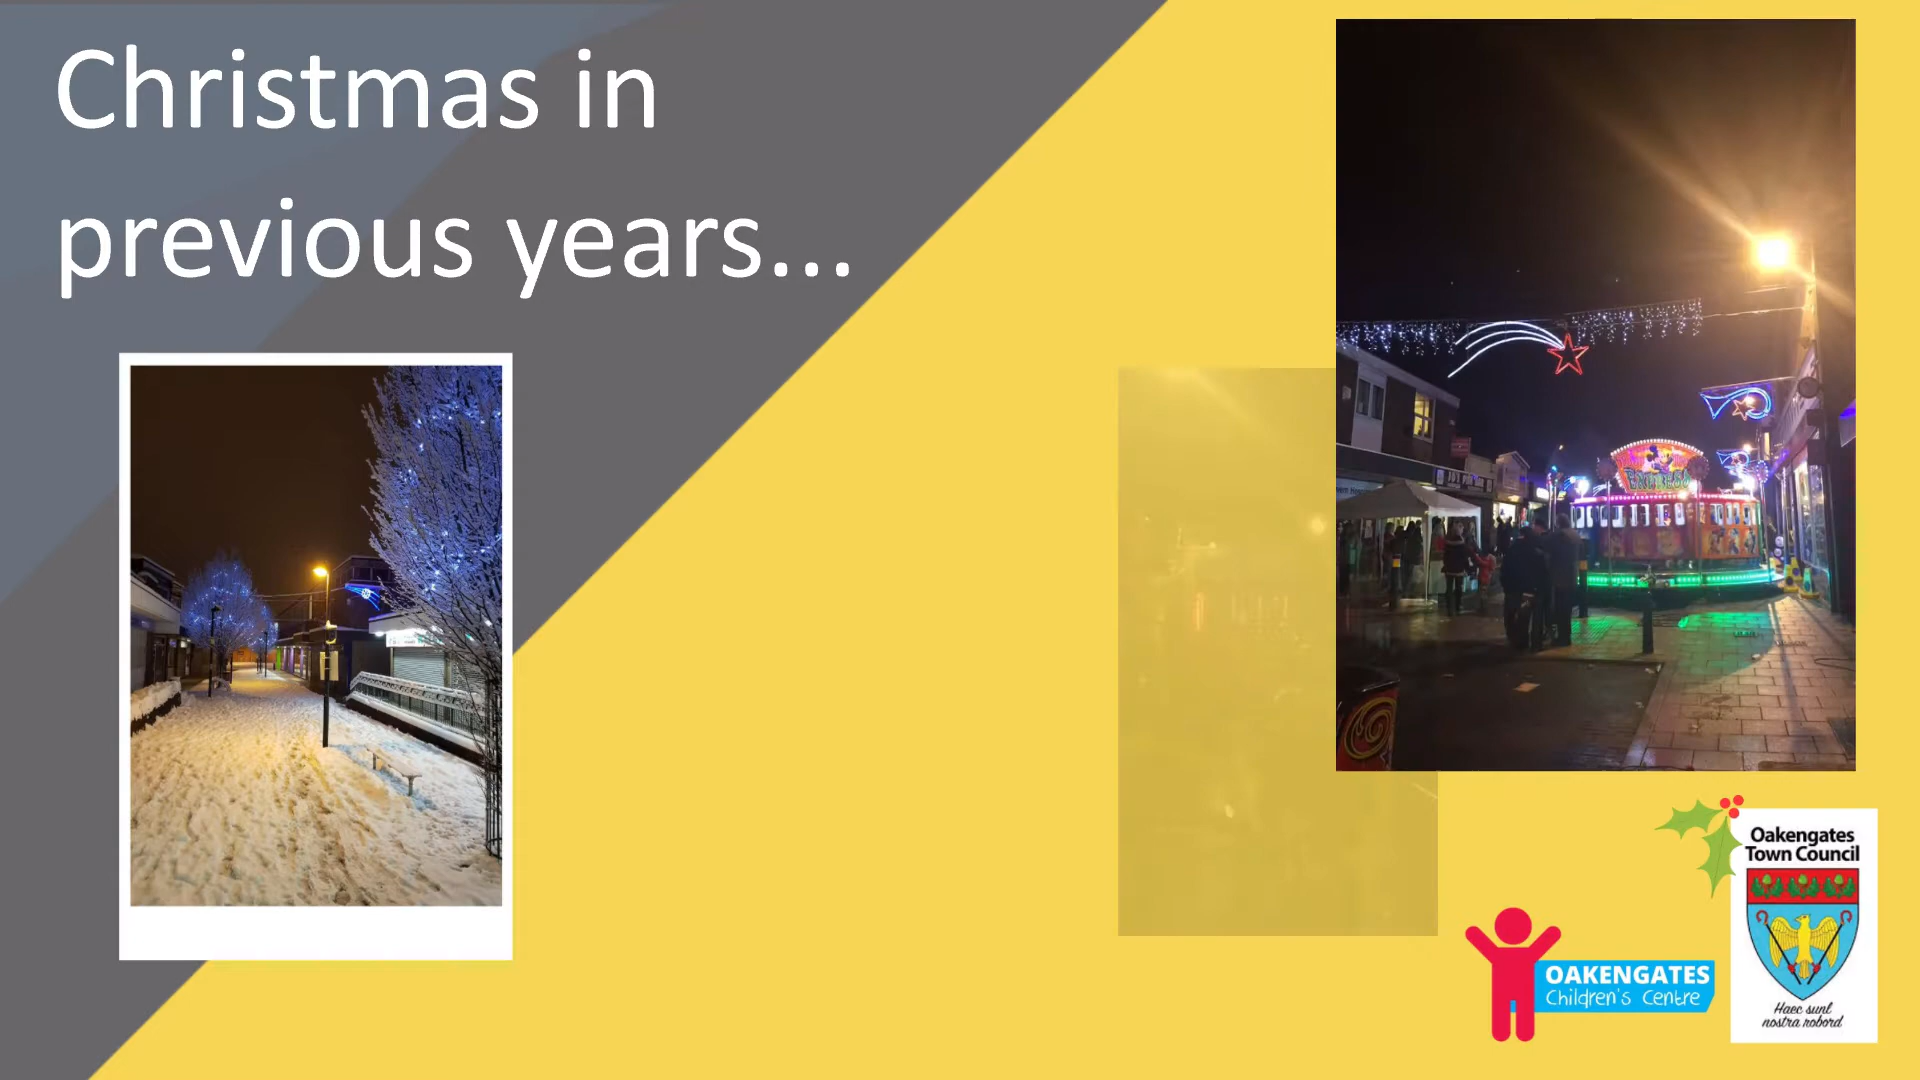 Christmas in
previous years...
Oakengates
Town Council
OAKENGATES
Children's Centre
Haec sunt
nostra robord